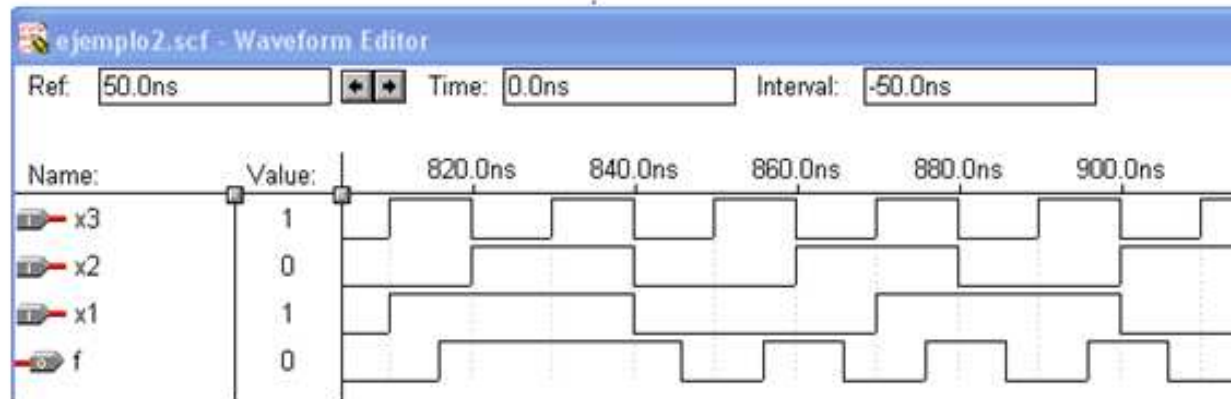 ejemplo2.scf - Waveform Editor
Ref: 50.0ns Time: 0.0ns Interval: -50.0ns
Name: Value: 820.0ns 840.0ns 860.0ns 880.0ns 900.0ns
x3 1
x2 0
x1 1
f 0